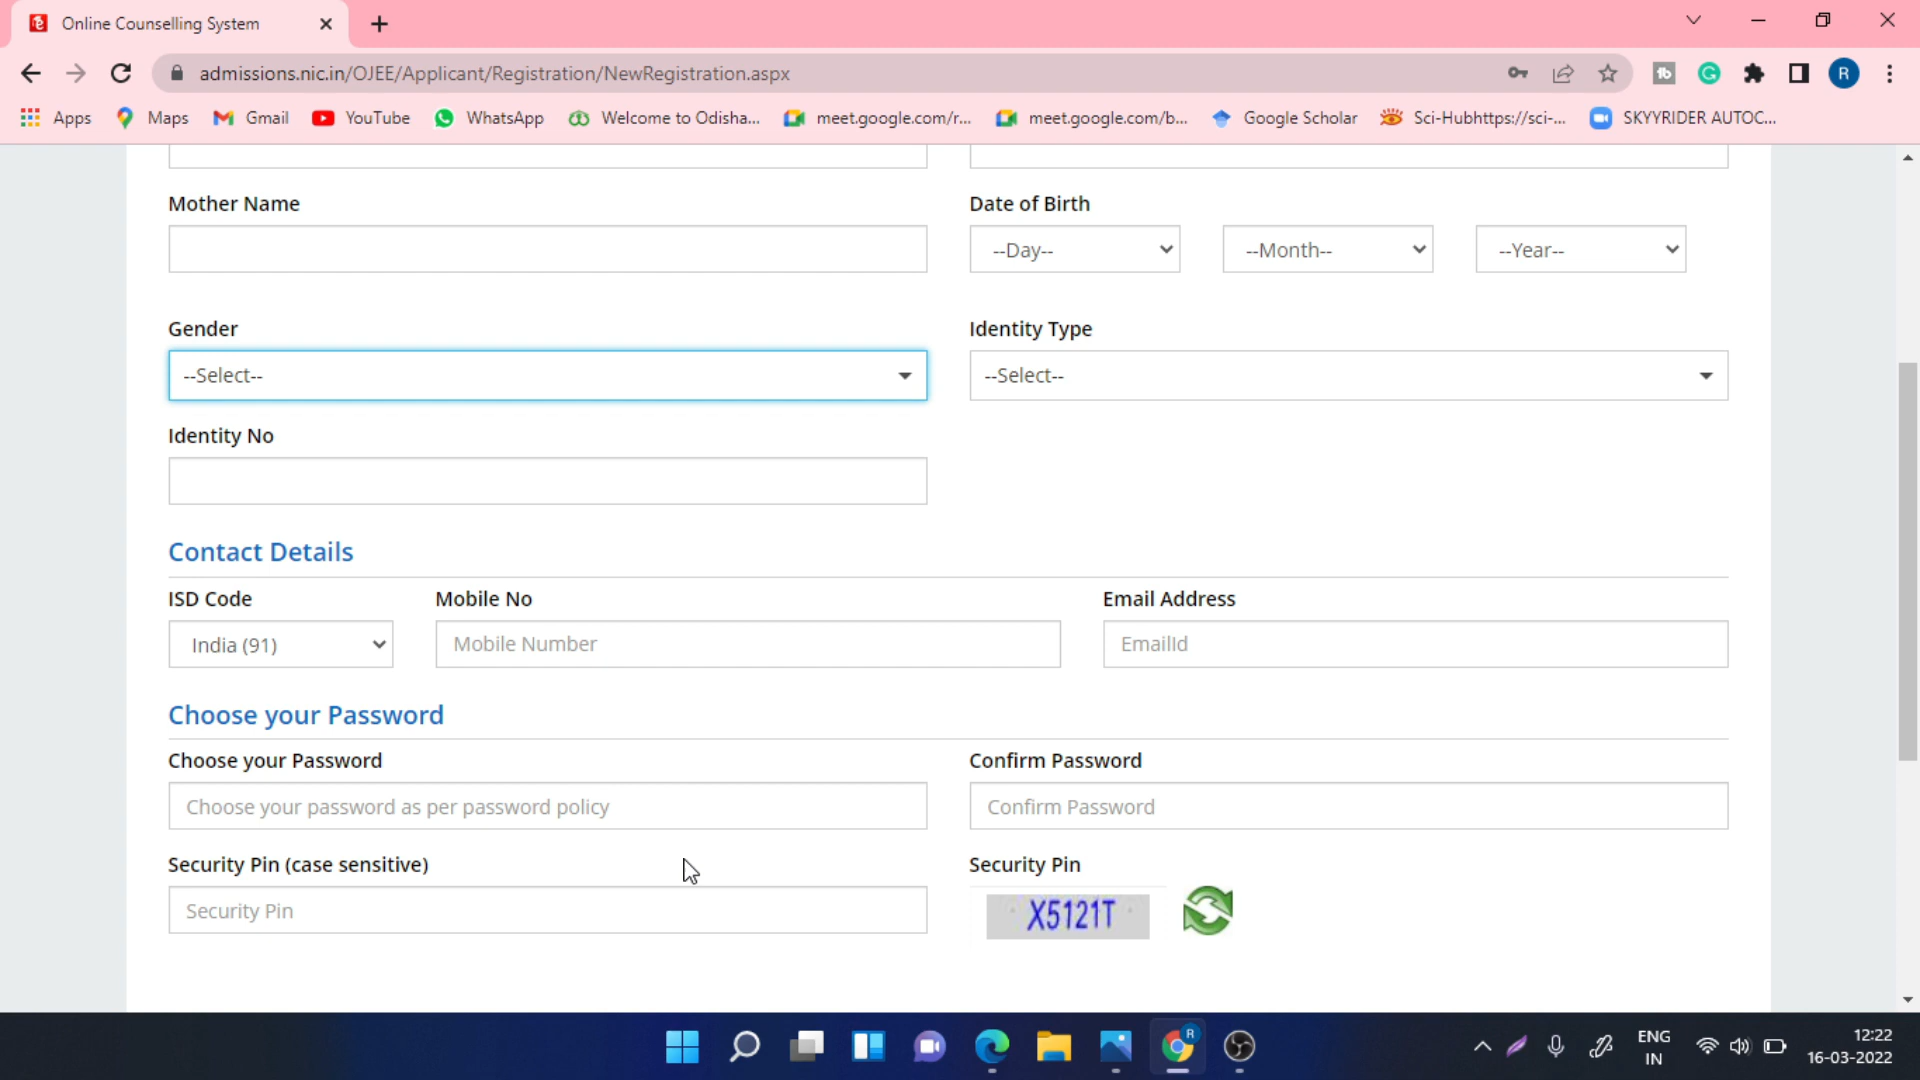 Online Counselling System
admissions.nic.in/OJEE/Applicant/Registration/NewRegistration.aspx
Apps Maps Gmail YouTube WhatsApp Welcome to Odisha... meet.google.com/r... meet.google.com/b... Google Scholar Sci-Hubhttps://sci-... SKYYRIDER AUTOC...
Mother Name Date of Birth
--Day-- --Month-- --Year--
Gender Identity Type
--Select-- --Select--
Identity No
Contact Details
ISD Code Mobile No Email Address
India (91) Mobile Number EmailId
Choose your Password
Choose your Password Confirm Password
Choose your password as per password policy Confirm Password
Security Pin (case sensitive) Security Pin
Security Pin X5121T
ENG 12:22
IN 16-03-2022